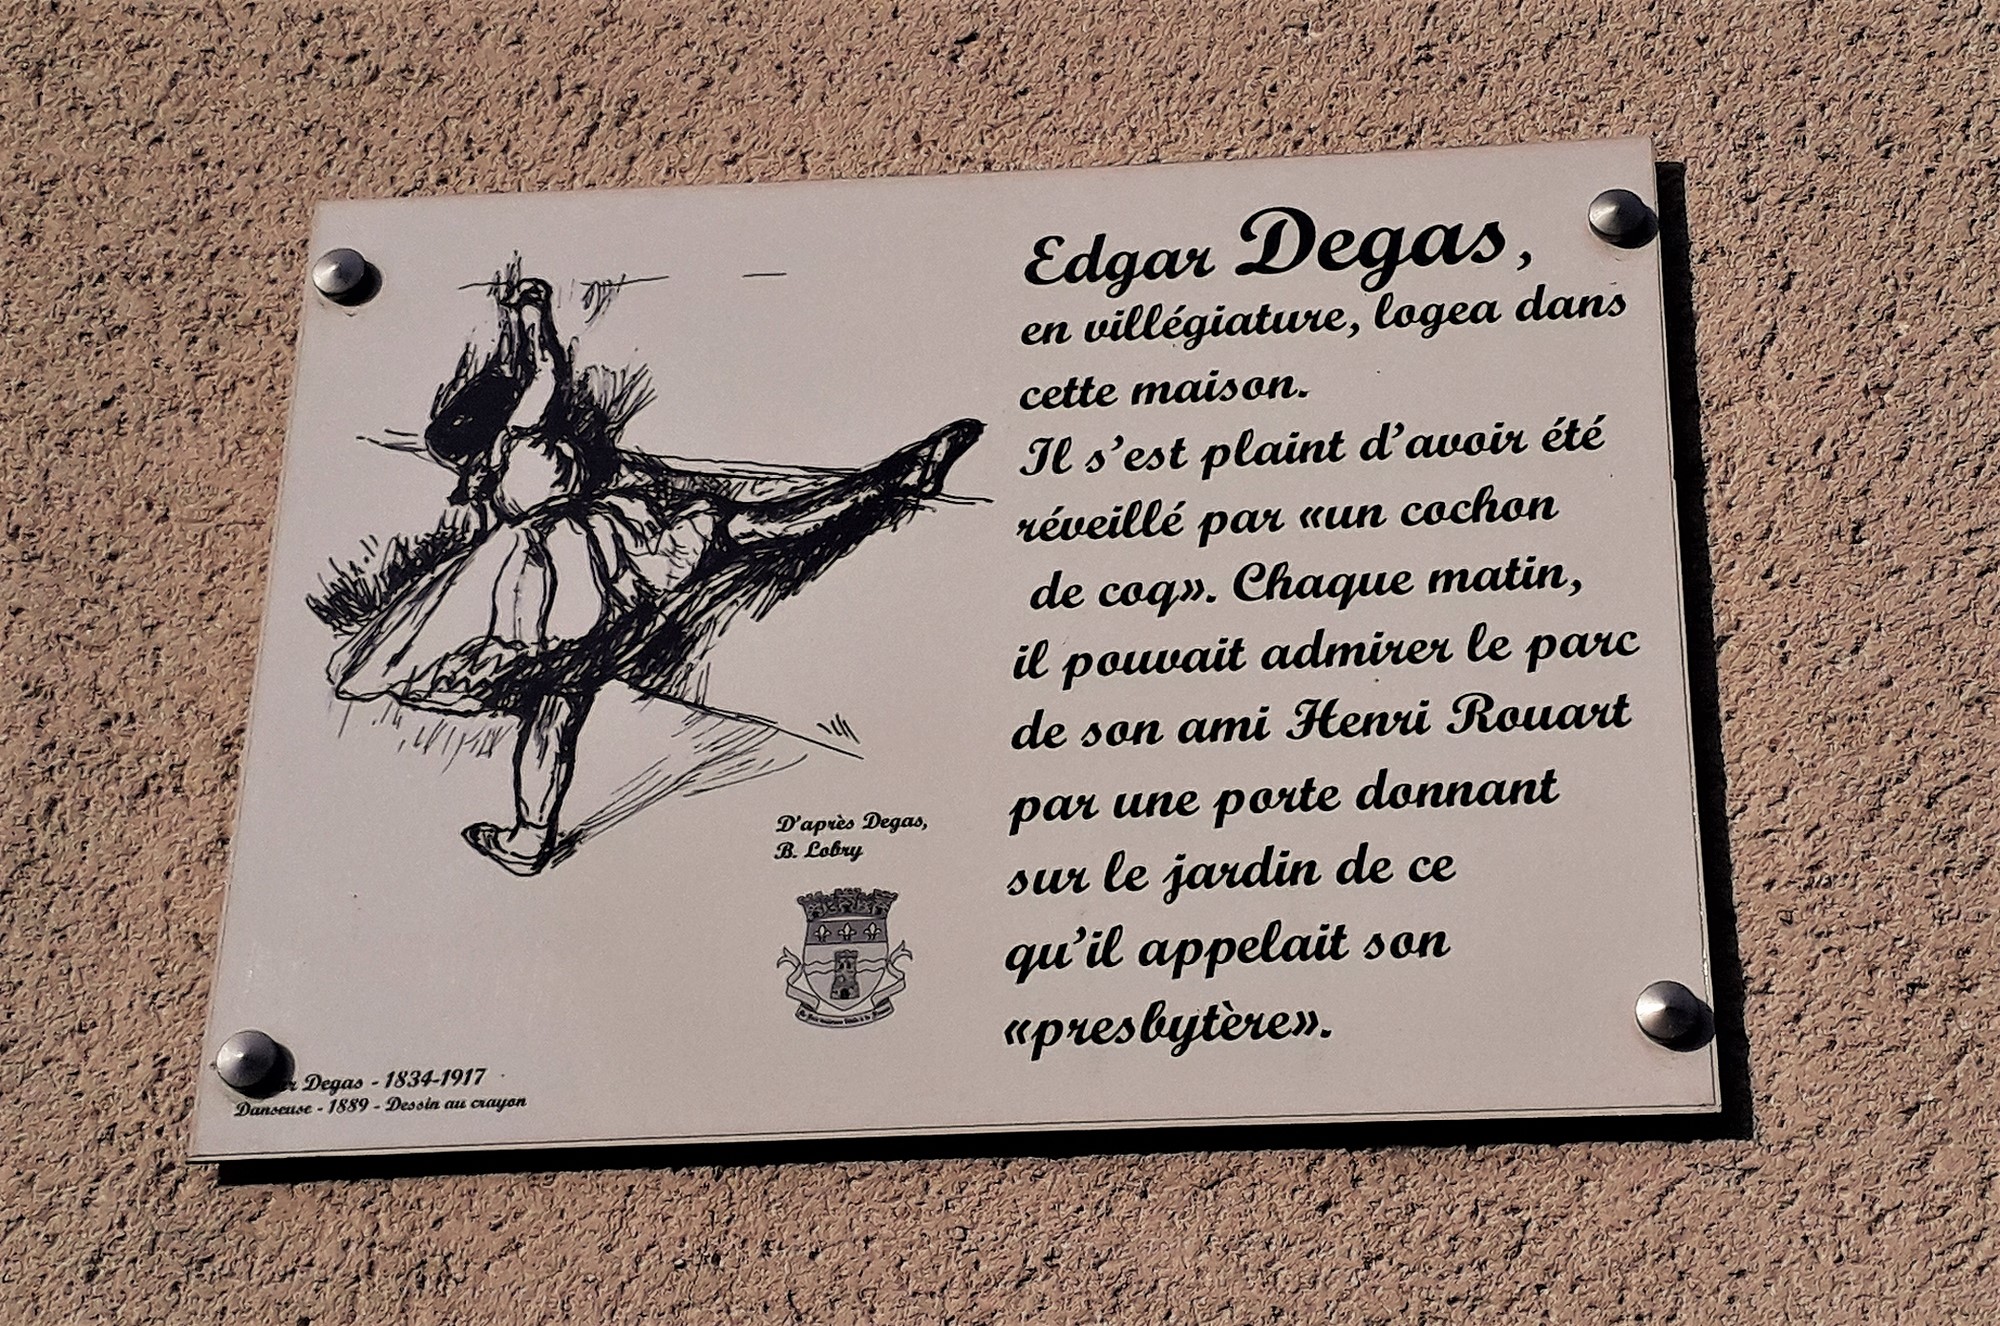 Edgar Degas,
en villégiature, logea dans
cette maison.
Il s'est plaint d'avoir été
réveillé par «un cochon
de coq». Chaque matin,
il pouvait admirer le parc
de son ami Henri Rouart
par une porte donnant
sur le jardin de ce
qu'il appelait son
«presbytère».
D'après Degas,
B. Lobry
Degas - 1834-1917
Danseuse - 1889 - Dessin au crayon